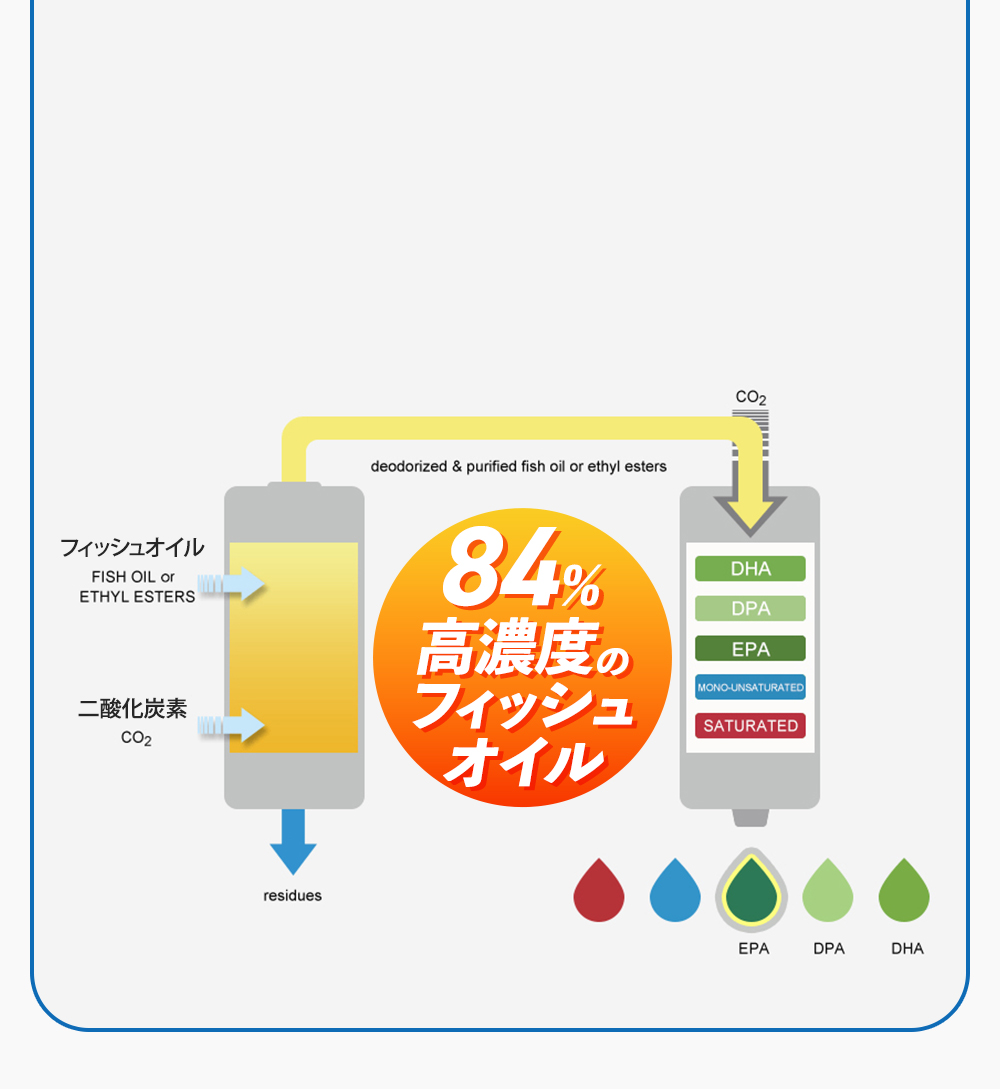 CO₂
deodorized & purified fish oil or ethyl esters
フィッシュオイル
FISH OIL or
ETHYL ESTERS
二酸化炭素
CO₂
84%
高濃度の
フィッシュ
オイル
DHA
DPA
EPA
MONO-UNSATURATED
SATURATED
residues
EPA
DPA
DHA